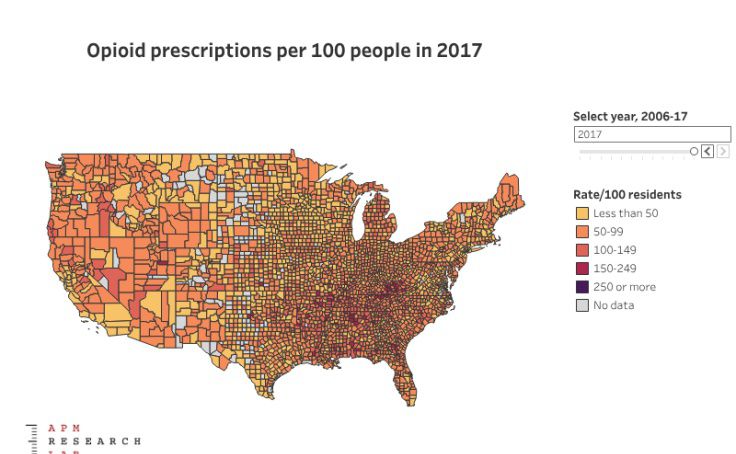 Opioid prescriptions per 100 people in 2017
Select year, 2006-17
2017
Rate/100 residents
Less than 50
50-99
100-149
150-249
250 or more
No data
APM
RESEARCH
LAB